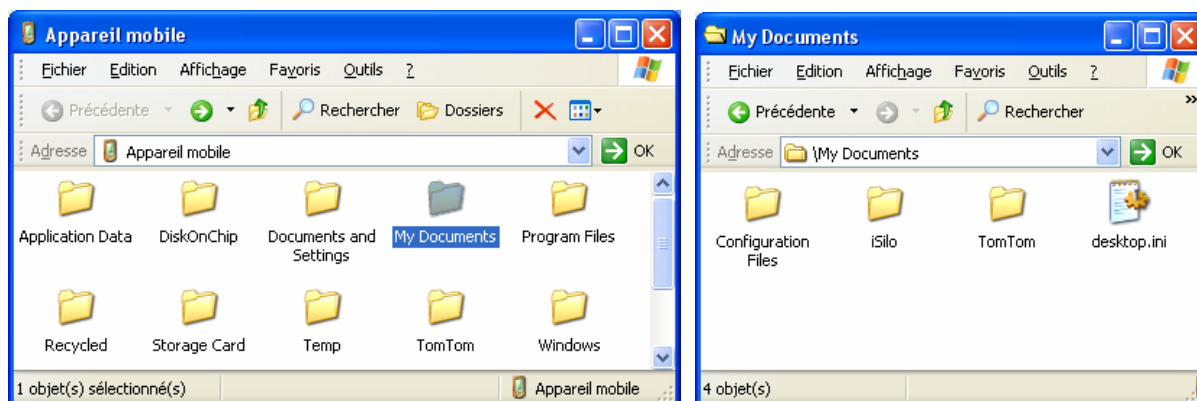 Appareil mobile
Fichier Edition Affichage Favoris Outils ?
Précédente Rechercher Dossiers
Adresse Appareil mobile OK
Application Data DiskOnChip Documents and Settings My Documents Program Files
Recycled Storage Card Temp TomTom Windows
1 objet(s) sélectionné(s) Appareil mobile
My Documents
Fichier Edition Affichage Favoris Outils ?
Précédente Rechercher »
Adresse \My Documents OK
Configuration Files iSilo TomTom desktop.ini
4 objet(s)